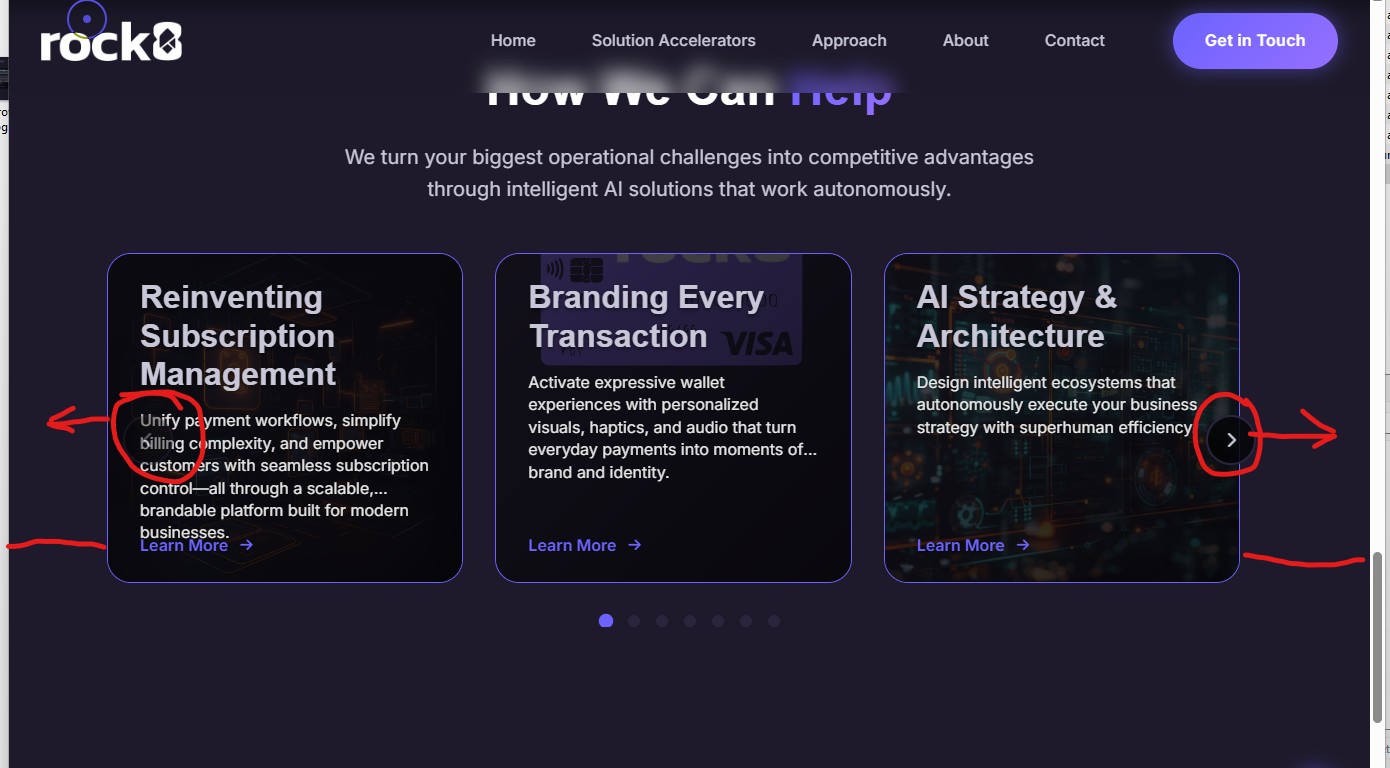 rock8
Home
Solution Accelerators
Approach
About
Contact
Get in Touch
How We Can Help
We turn your biggest operational challenges into competitive advantages
through intelligent AI solutions that work autonomously.
Reinventing
Subscription
Management
Unify payment workflows, simplify
billing complexity, and empower
customers with seamless subscription
control—all through a scalable,...
brandable platform built for modern
businesses.
Learn More
Branding Every
Transaction
VISA
Activate expressive wallet
experiences with personalized
visuals, haptics, and audio that turn
everyday payments into moments of...
brand and identity.
Learn More
AI Strategy &
Architecture
Design intelligent ecosystems that
autonomously execute your business
strategy with superhuman efficiency
Learn More